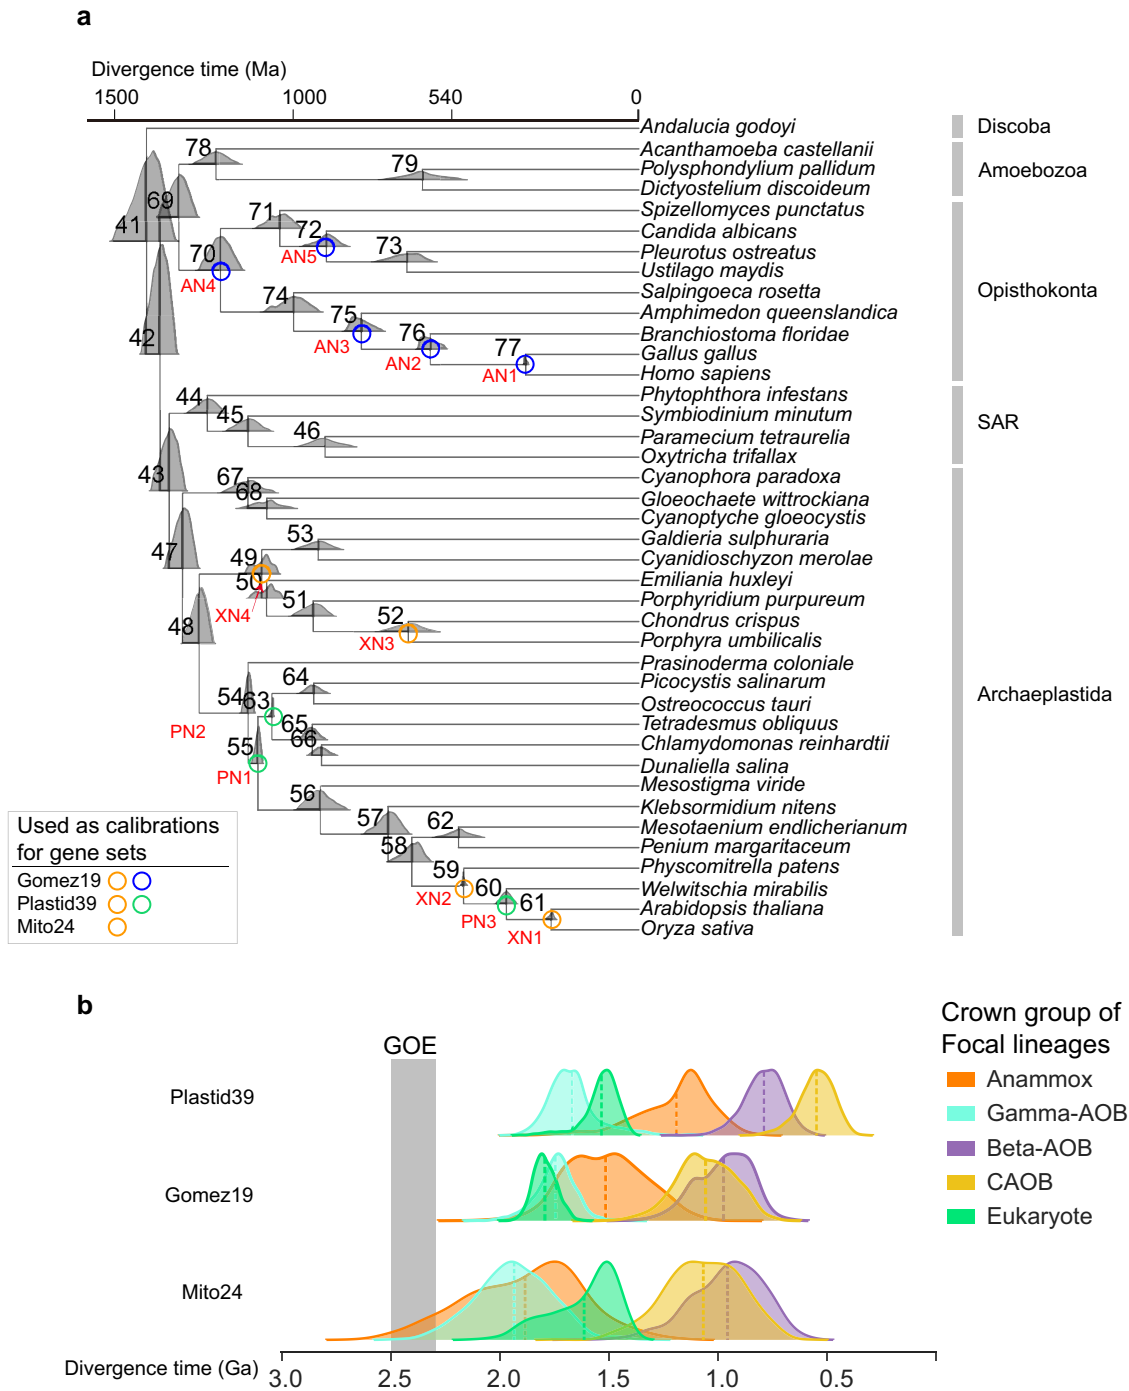 a
Divergence time (Ma)
1500 1000 540 0
Andalucia godoyi
Discoba
78
Acanthamoeba castellanii
79
Polysphondylium pallidum
Amoebozoa
Dictyostelium discoideum
69
71
Spizellomyces punctatus
41
72
Candida albicans
70
AN5
73
Pleurotus ostreatus
AN4
Ustilago maydis
74
Salpingoeca rosetta
Opisthokonta
75
Amphimedon queenslandica
42
AN3
76
Branchiostoma floridae
AN2
77
Gallus gallus
AN1
Homo sapiens
44
Phytophthora infestans
45
Symbiodinium minutum
SAR
46
Paramecium tetraurelia
Oxytricha trifallax
43
67
Cyanophora paradoxa
68
Gloeochaete wittrockiana
Cyanoptyche gloeocystis
53
Galdieria sulphuraria
47
49
Cyanidioschyzon merolae
50
Emiliania huxleyi
XN4
51
Porphyridium purpureum
48
52
Chondrus crispus
XN3
Porphyra umbilicalis
Prasinoderma coloniale
64
Picocystis salinarum
54
63
Ostreococcus tauri
Archaeplastida
PN2
65
Tetradesmus obliquus
55
66
Chlamydomonas reinhardtii
PN1
Dunaliella salina
56
Mesostigma viride
57
Klebsormidium nitens
62
Mesotaenium endlicherianum
58
Penium margaritaceum
59
Physcomitrella patens
XN2
60
Welwitschia mirabilis
PN3
61
Arabidopsis thaliana
XN1
Oryza sativa
Used as calibrations
for gene sets
Gomez19
Plastid39
Mito24
b
GOE
Plastid39
Gomez19
Mito24
Crown group of
Focal lineages
Anammox
Gamma-AOB
Beta-AOB
CAOB
Eukaryote
Divergence time (Ga)
3.0 2.5 2.0 1.5 1.0 0.5